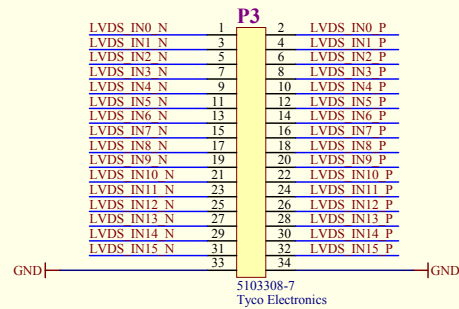 P3
LVDS_IN0_N 1 2 LVDS_IN0_P
LVDS_IN1_N 3 4 LVDS_IN1_P
LVDS_IN2_N 5 6 LVDS_IN2_P
LVDS_IN3_N 7 8 LVDS_IN3_P
LVDS_IN4_N 9 10 LVDS_IN4_P
LVDS_IN5_N 11 12 LVDS_IN5_P
LVDS_IN6_N 13 14 LVDS_IN6_P
LVDS_IN7_N 15 16 LVDS_IN7_P
LVDS_IN8_N 17 18 LVDS_IN8_P
LVDS_IN9_N 19 20 LVDS_IN9_P
LVDS_IN10_N 21 22 LVDS_IN10_P
LVDS_IN11_N 23 24 LVDS_IN11_P
LVDS_IN12_N 25 26 LVDS_IN12_P
LVDS_IN13_N 27 28 LVDS_IN13_P
LVDS_IN14_N 29 30 LVDS_IN14_P
LVDS_IN15_N 31 32 LVDS_IN15_P
GND 33 34 GND
5103308-7
Tyco Electronics